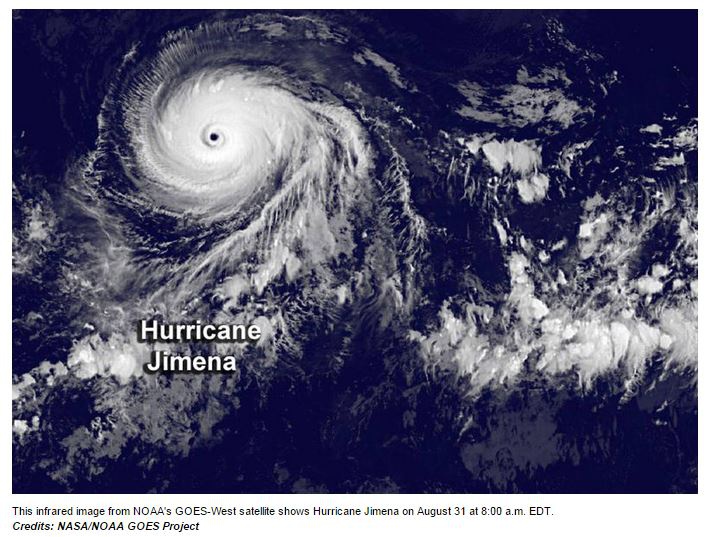 Hurricane
Jimena
This infrared image from NOAA's GOES-West satellite shows Hurricane Jimena on August 31 at 8:00 a.m. EDT.
Credits: NASA/NOAA GOES Project